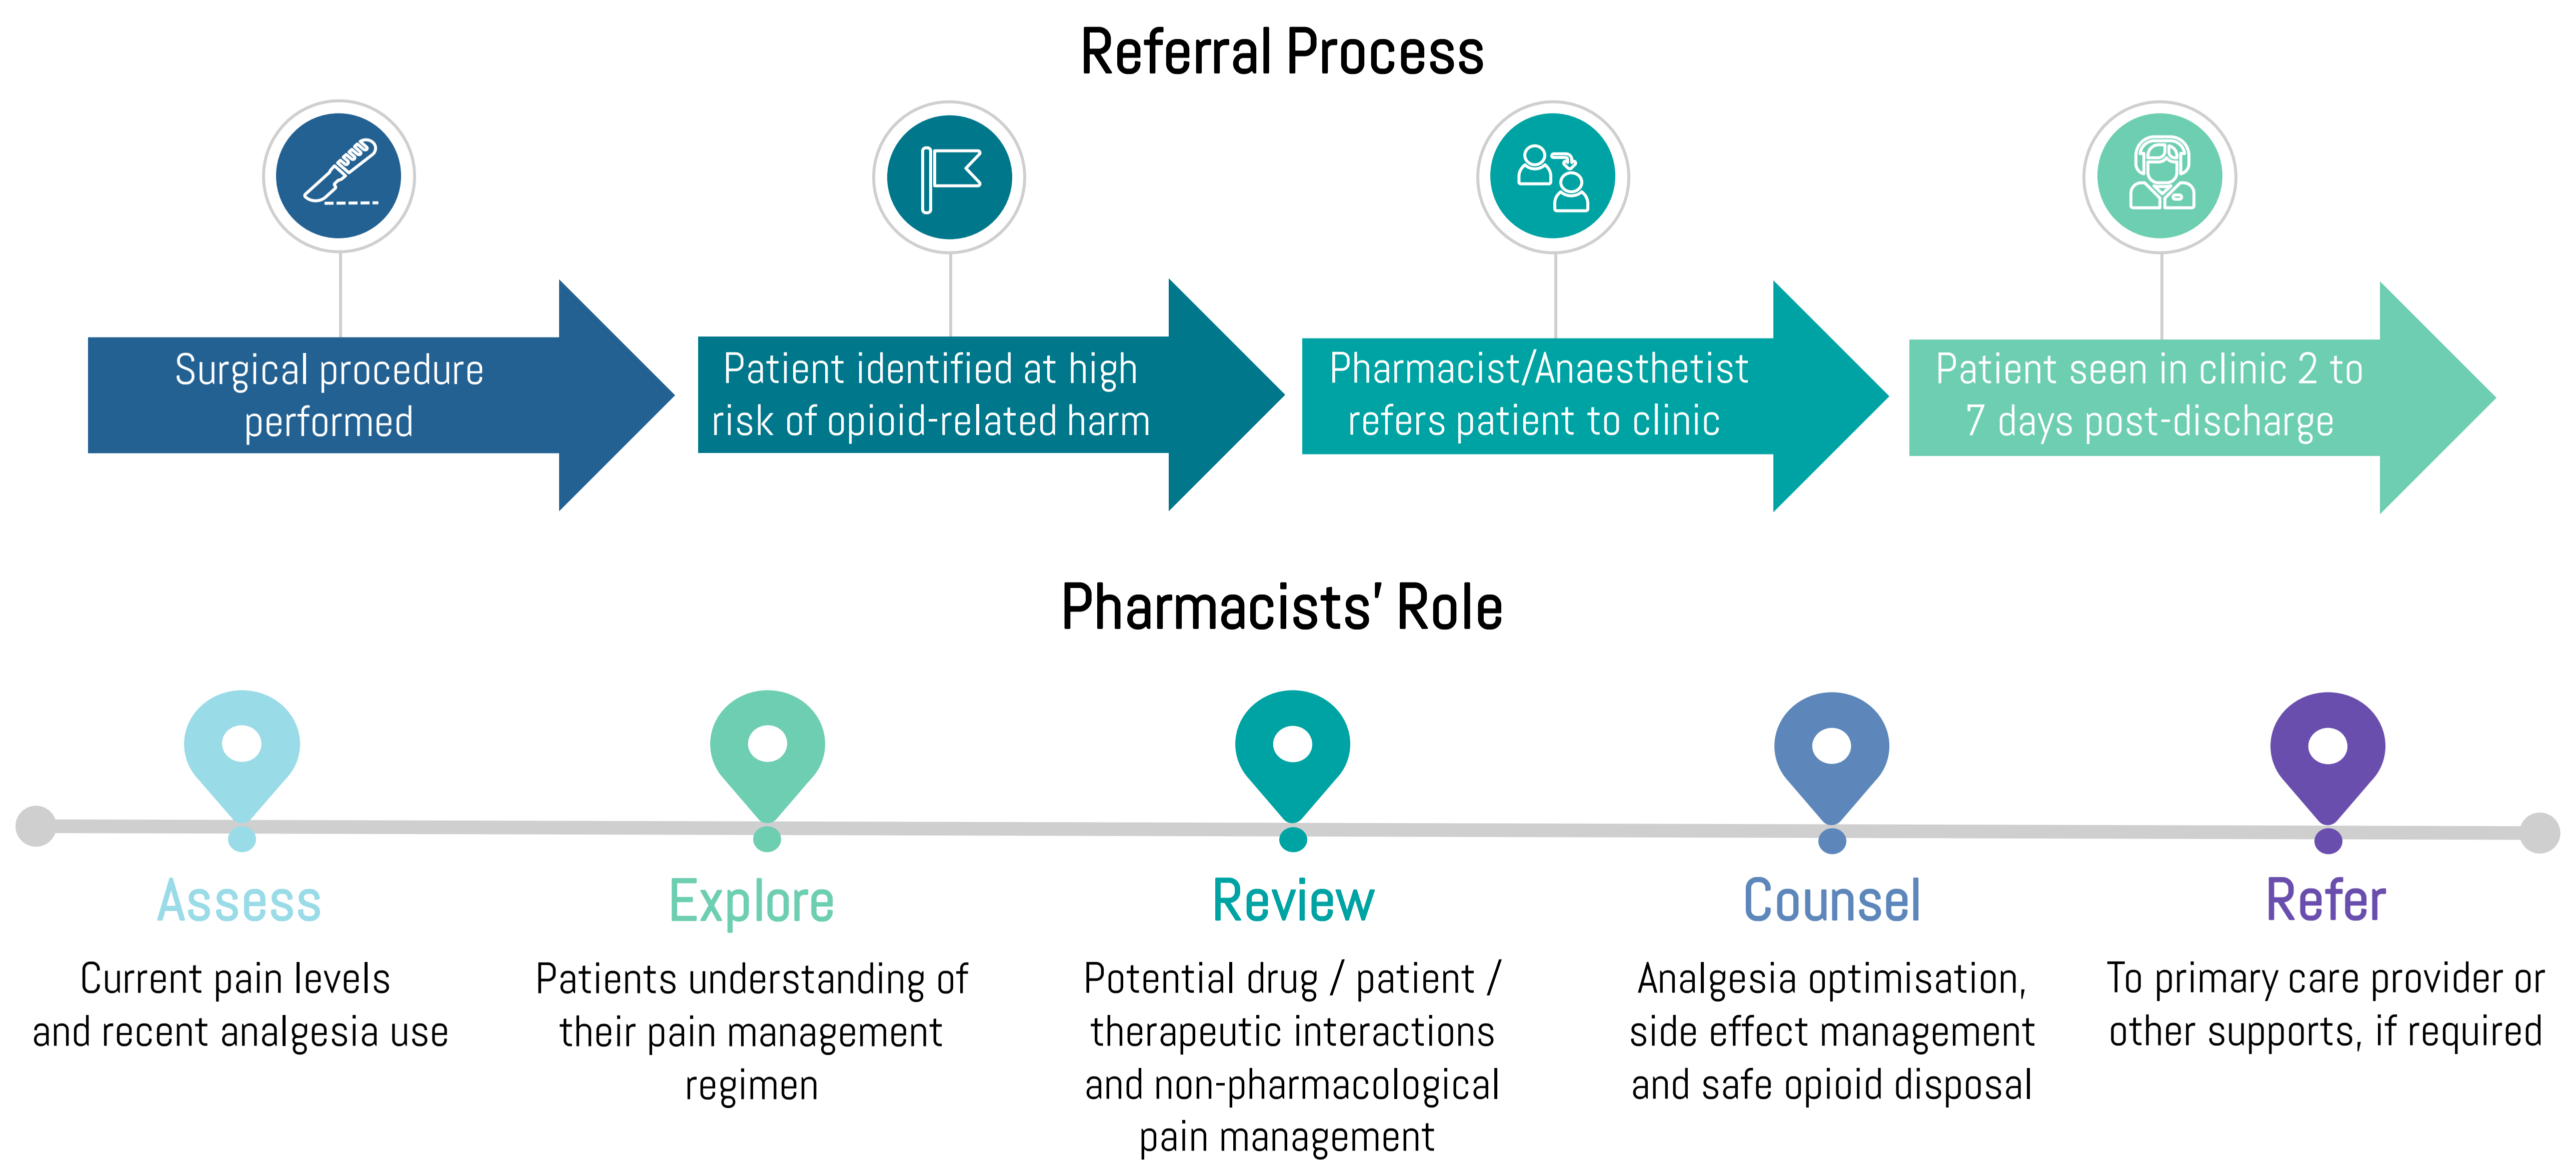 Referral Process
Surgical procedure
performed
Patient identified at high
risk of opioid-related harm
Pharmacist/Anaesthetist
refers patient to clinic
Patient seen in clinic 2 to
7 days post-discharge
Pharmacists' Role
Assess
Current pain levels
and recent analgesia use
Explore
Patients understanding of
their pain management
regimen
Review
Potential drug / patient /
therapeutic interactions
and non-pharmacological
pain management
Counsel
Analgesia optimisation,
side effect management
and safe opioid disposal
Refer
To primary care provider or
other supports, if required